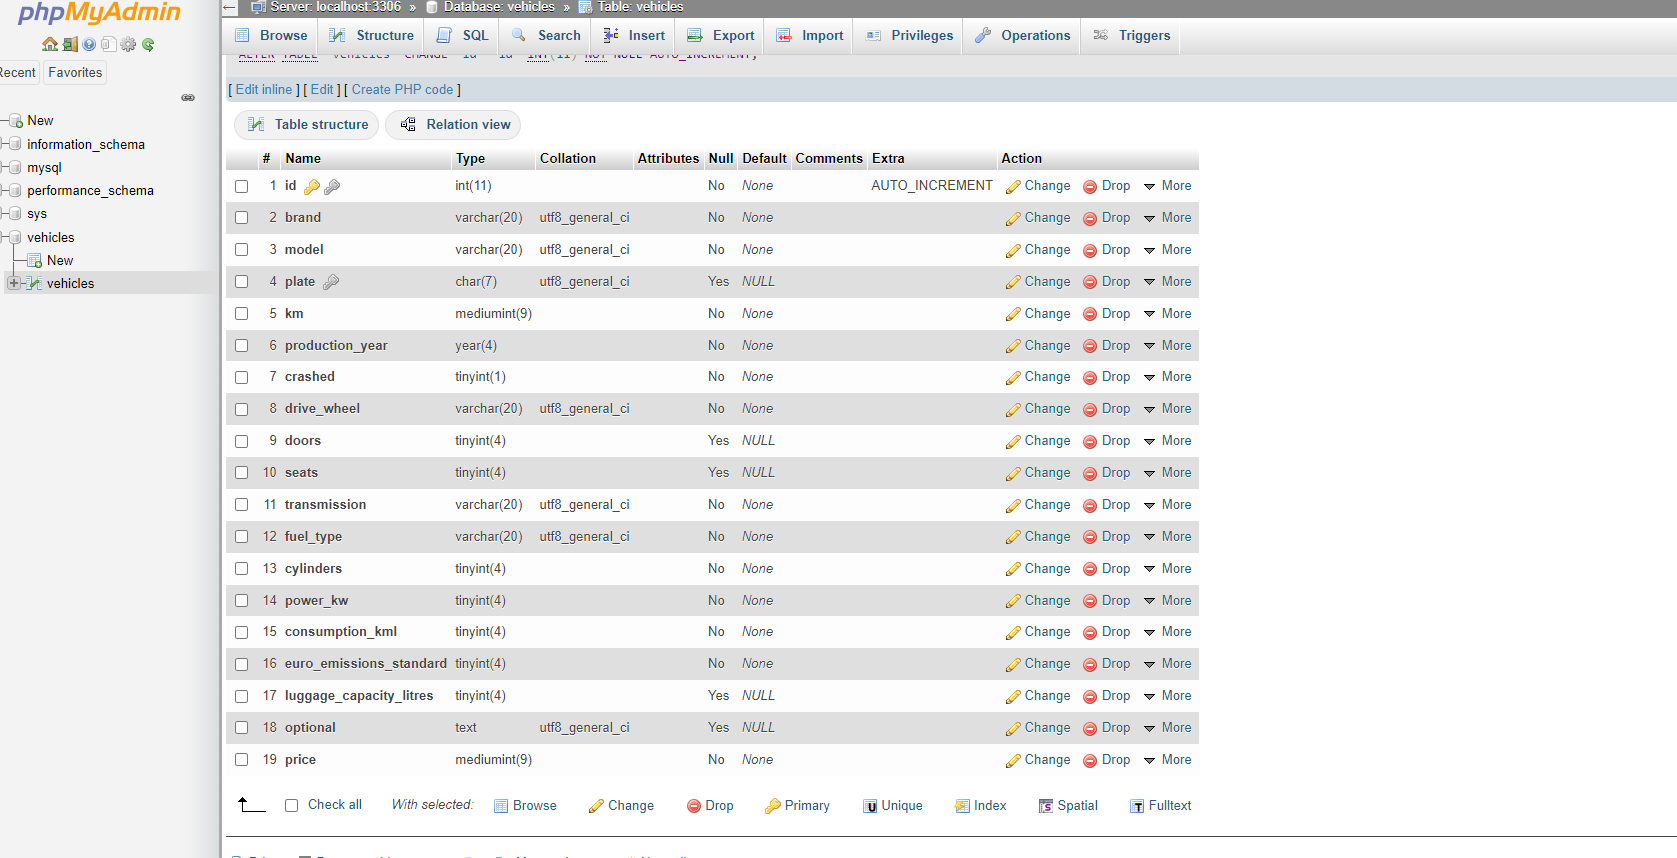 phpMyAdmin
Recent Favorites
New
information_schema
mysql
performance_schema
sys
vehicles
New
vehicles
Server: localhost:3306 » Database: vehicles » Table: vehicles
Browse Structure SQL Search Insert Export Import Privileges Operations Triggers
ALTER TABLE `vehicles` CHANGE `id` `id` INT(11) NOT NULL AUTO_INCREMENT;
[ Edit inline ] [ Edit ] [ Create PHP code ]
Table structure Relation view
# Name Type Collation Attributes Null Default Comments Extra Action
1 id int(11) No None AUTO_INCREMENT Change Drop More
2 brand varchar(20) utf8_general_ci No None Change Drop More
3 model varchar(20) utf8_general_ci No None Change Drop More
4 plate char(7) utf8_general_ci Yes NULL Change Drop More
5 km mediumint(9) No None Change Drop More
6 production_year year(4) No None Change Drop More
7 crashed tinyint(1) No None Change Drop More
8 drive_wheel varchar(20) utf8_general_ci No None Change Drop More
9 doors tinyint(4) Yes NULL Change Drop More
10 seats tinyint(4) Yes NULL Change Drop More
11 transmission varchar(20) utf8_general_ci No None Change Drop More
12 fuel_type varchar(20) utf8_general_ci No None Change Drop More
13 cylinders tinyint(4) No None Change Drop More
14 power_kw tinyint(4) No None Change Drop More
15 consumption_kml tinyint(4) No None Change Drop More
16 euro_emissions_standard tinyint(4) No None Change Drop More
17 luggage_capacity_litres tinyint(4) Yes NULL Change Drop More
18 optional text utf8_general_ci Yes NULL Change Drop More
19 price mediumint(9) No None Change Drop More
Check all With selected: Browse Change Drop Primary Unique Index Spatial Fulltext